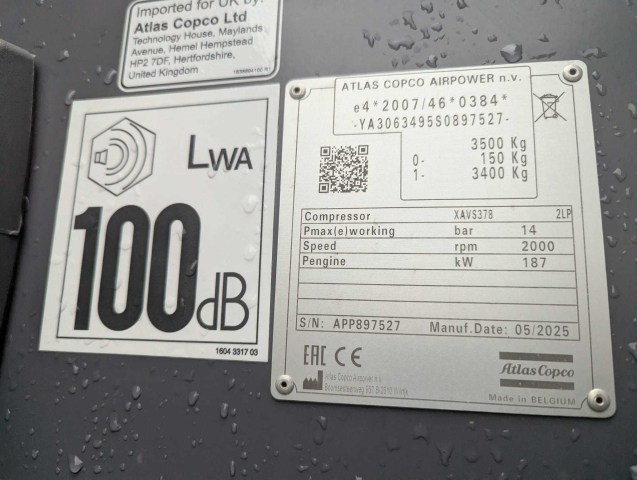 Imported for UK by:
Atlas Copco Ltd
Technology House, Maylands
Avenue, Hemel Hempstead
HP2 7DF, Hertfordshire,
United Kingdom
LWA
100dB
1604 3317 03
ATLAS COPCO AIRPOWER n.v.
e4*2007/46*0384*
-YA3063495S0897527-
3500 Kg
0- 150 Kg
1- 3400 Kg
Compressor XAVS378 2LP
Pmax(e)working bar 14
Speed rpm 2000
Pengine kW 187
S/N: APP897527 Manuf.Date: 05/2025
EAC CE
Atlas Copco Airpower n.v.
Atlas Copco
Made in BELGIUM